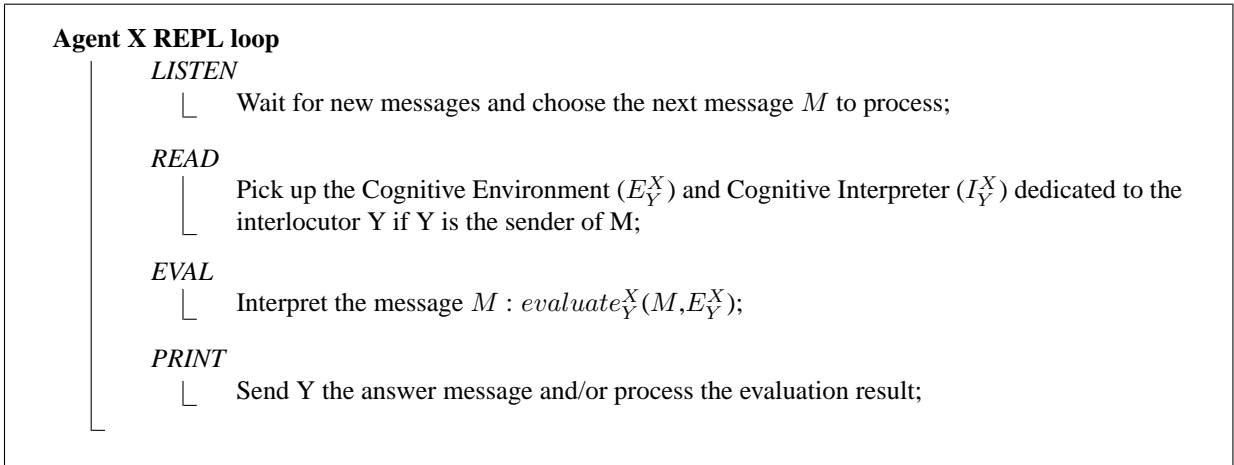 Agent X REPL loop
LISTEN
Wait for new messages and choose the next message M to process;
READ
Pick up the Cognitive Environment (E_Y^X) and Cognitive Interpreter (I_Y^X) dedicated to the
interlocutor Y if Y is the sender of M;
EVAL
Interpret the message M : evaluate_Y^X(M,E_Y^X);
PRINT
Send Y the answer message and/or process the evaluation result;